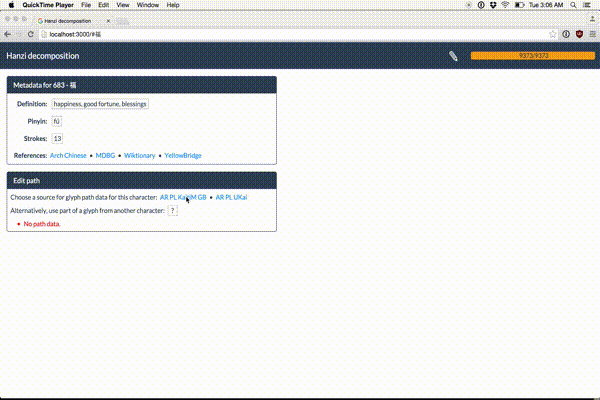 QuickTime Player File Edit View Window Help Tue 3:06 AM
Hanzi decomposition
localhost:3000/#福
Hanzi decomposition 9373/9373
Metadata for 683 - 福
Definition: happiness, good fortune, blessings
Pinyin: fú
Strokes: 13
References: Arch Chinese • MDBG • Wiktionary • YellowBridge
Edit path
Choose a source for glyph path data for this character: AR PL KaitiM GB • AR PL UKai
Alternatively, use part of a glyph from another character: ?
• No path data.